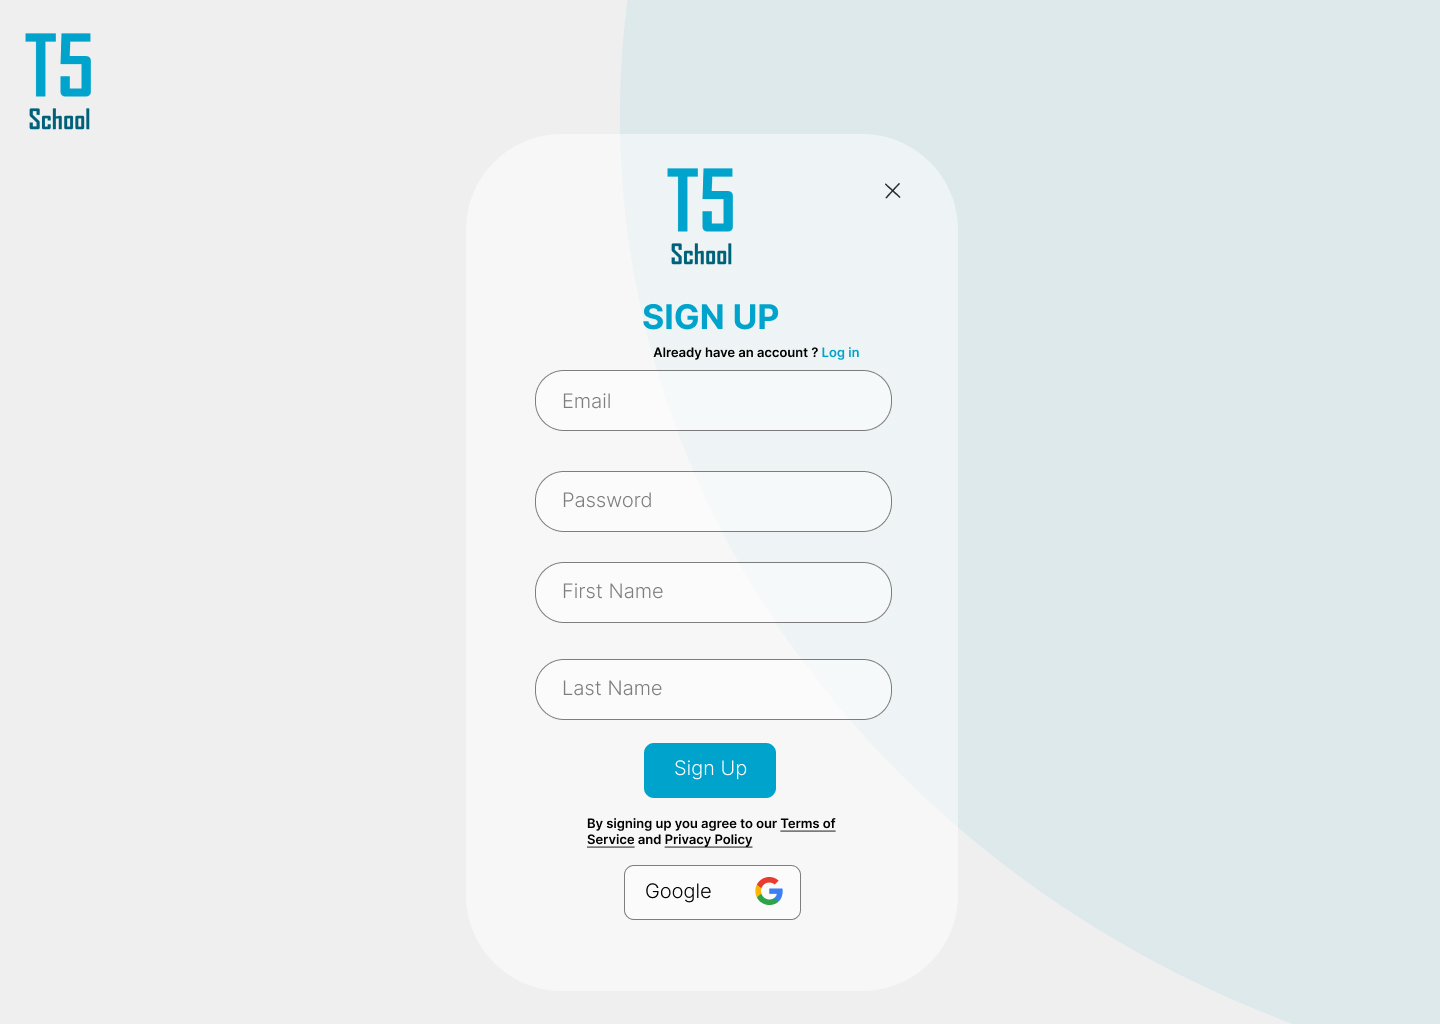 T5
School
T5
School
SIGN UP
Already have an account ? Log in
Email
Password
First Name
Last Name
Sign Up
By signing up you agree to our Terms of
Service and Privacy Policy
Google